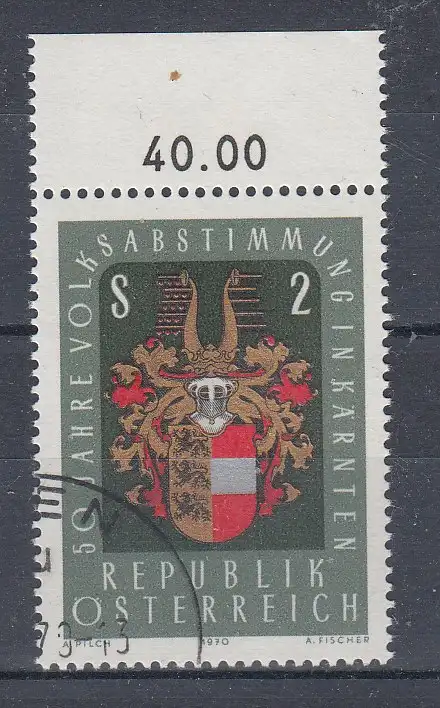 40.00
50 JAHRE VOLKSABSTIMMUNG IN KÄRNTEN
S 2
REPUBLIK
ÖSTERREICH
A. PILCH 1970 A. FISCHER